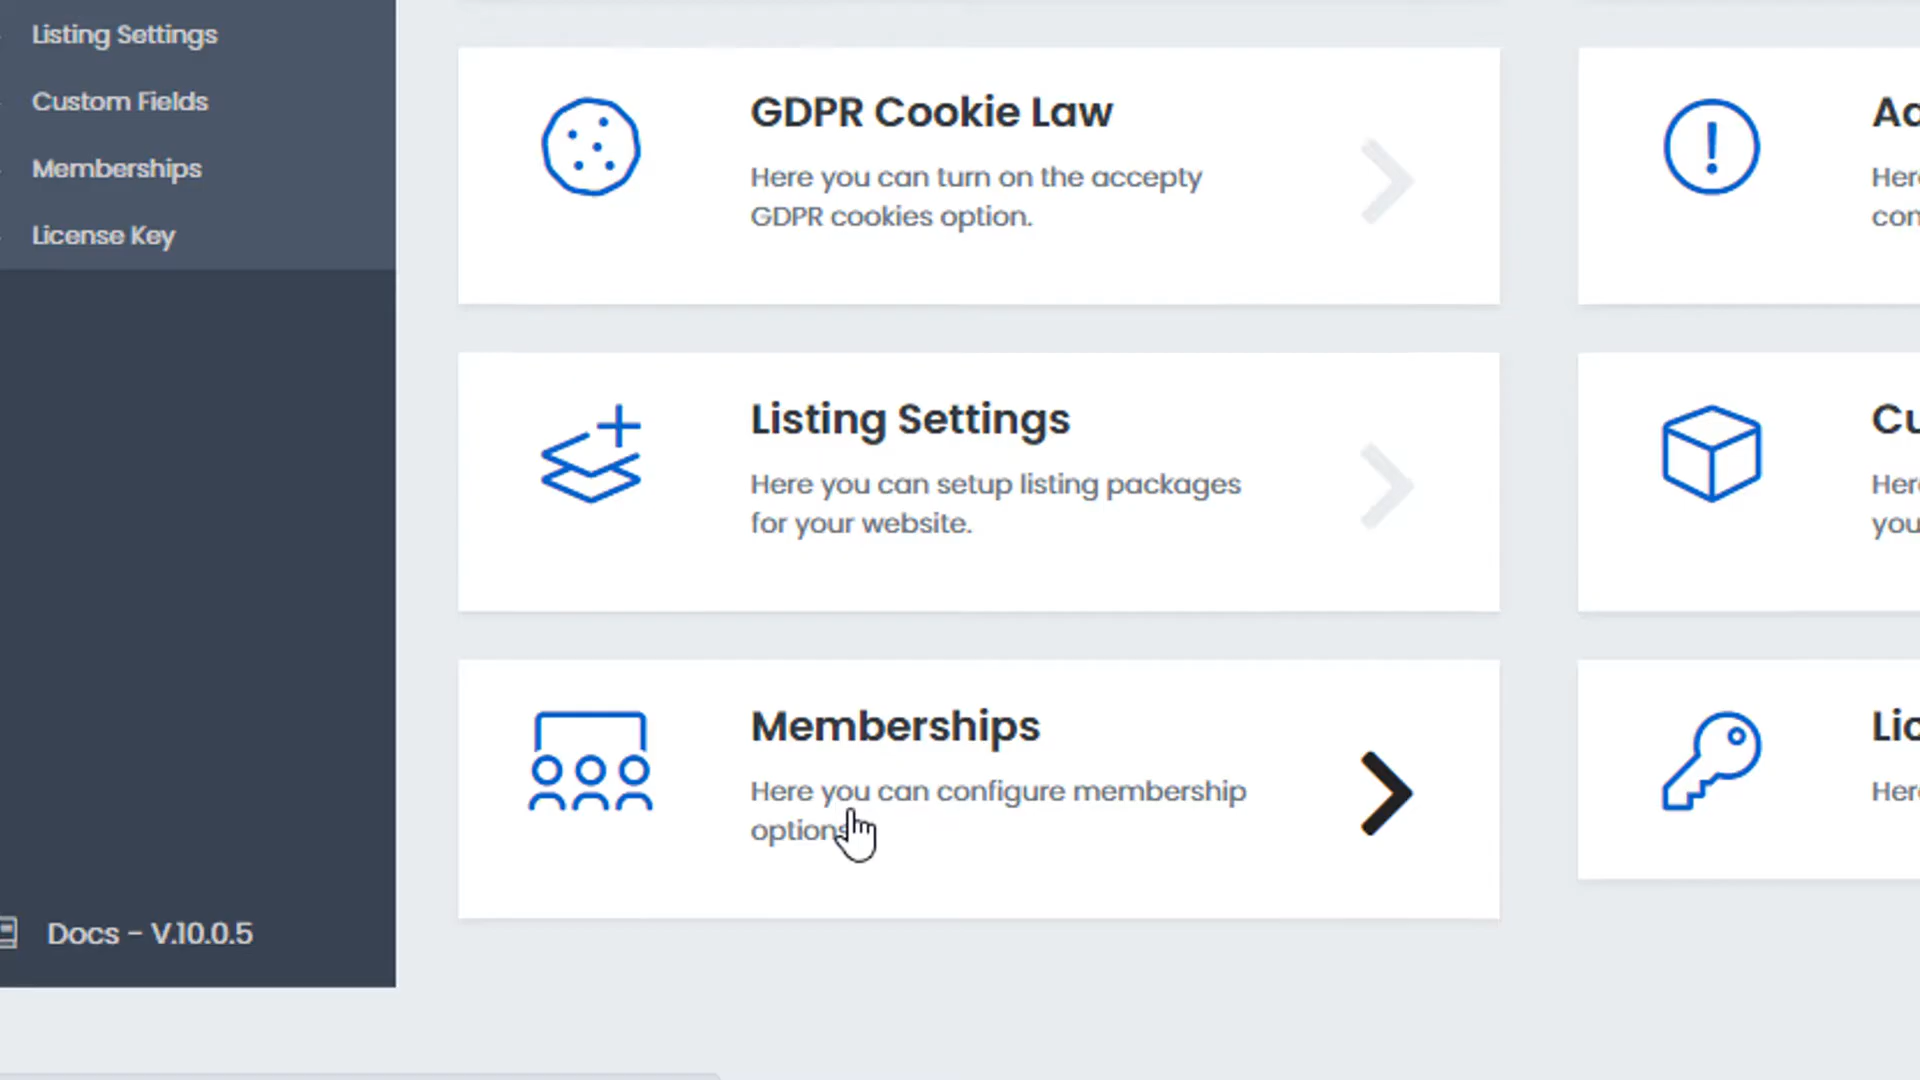 Listing Settings
Custom Fields
Memberships
License Key
Docs - V.10.0.5
GDPR Cookie Law
Here you can turn on the accepty
GDPR cookies option.
Listing Settings
Here you can setup listing packages
for your website.
Memberships
Here you can configure membership
options